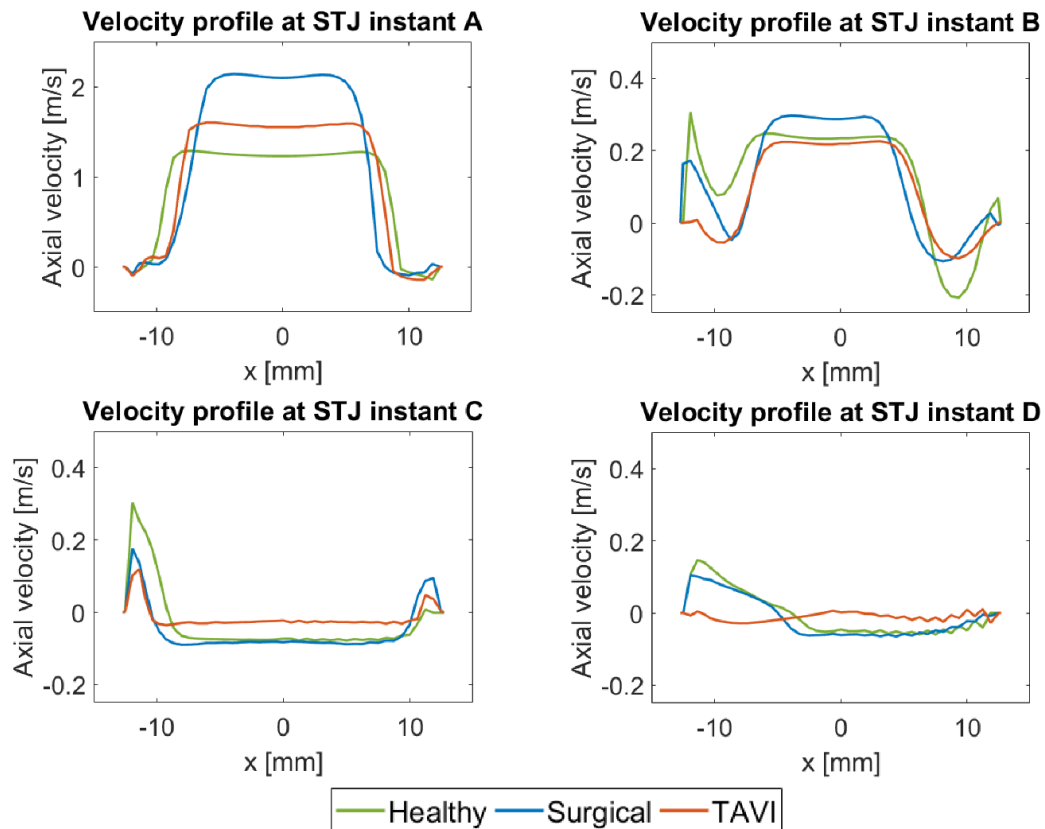 Velocity profile at STJ instant A
Axial velocity [m/s]
2
1
0
-10 0 10
x [mm]
Velocity profile at STJ instant B
Axial velocity [m/s]
0.4
0.2
0
-0.2
-10 0 10
x [mm]
Velocity profile at STJ instant C
Axial velocity [m/s]
0.4
0.2
0
-0.2
-10 0 10
x [mm]
Velocity profile at STJ instant D
Axial velocity [m/s]
0.4
0.2
0
-0.2
-10 0 10
x [mm]
Healthy Surgical TAVI